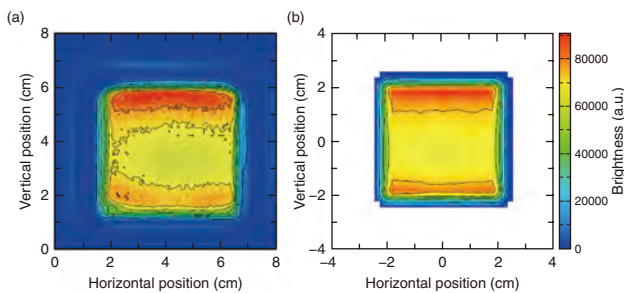 (a)
8
6
4
2
0
Vertical position (cm)
0 2 4 6 8
Horizontal position (cm)
(b)
4
2
0
−2
−4
Vertical position (cm)
−4 −2 0 2 4
Horizontal position (cm)
80000
60000
40000
20000
0
Brightness (a.u.)